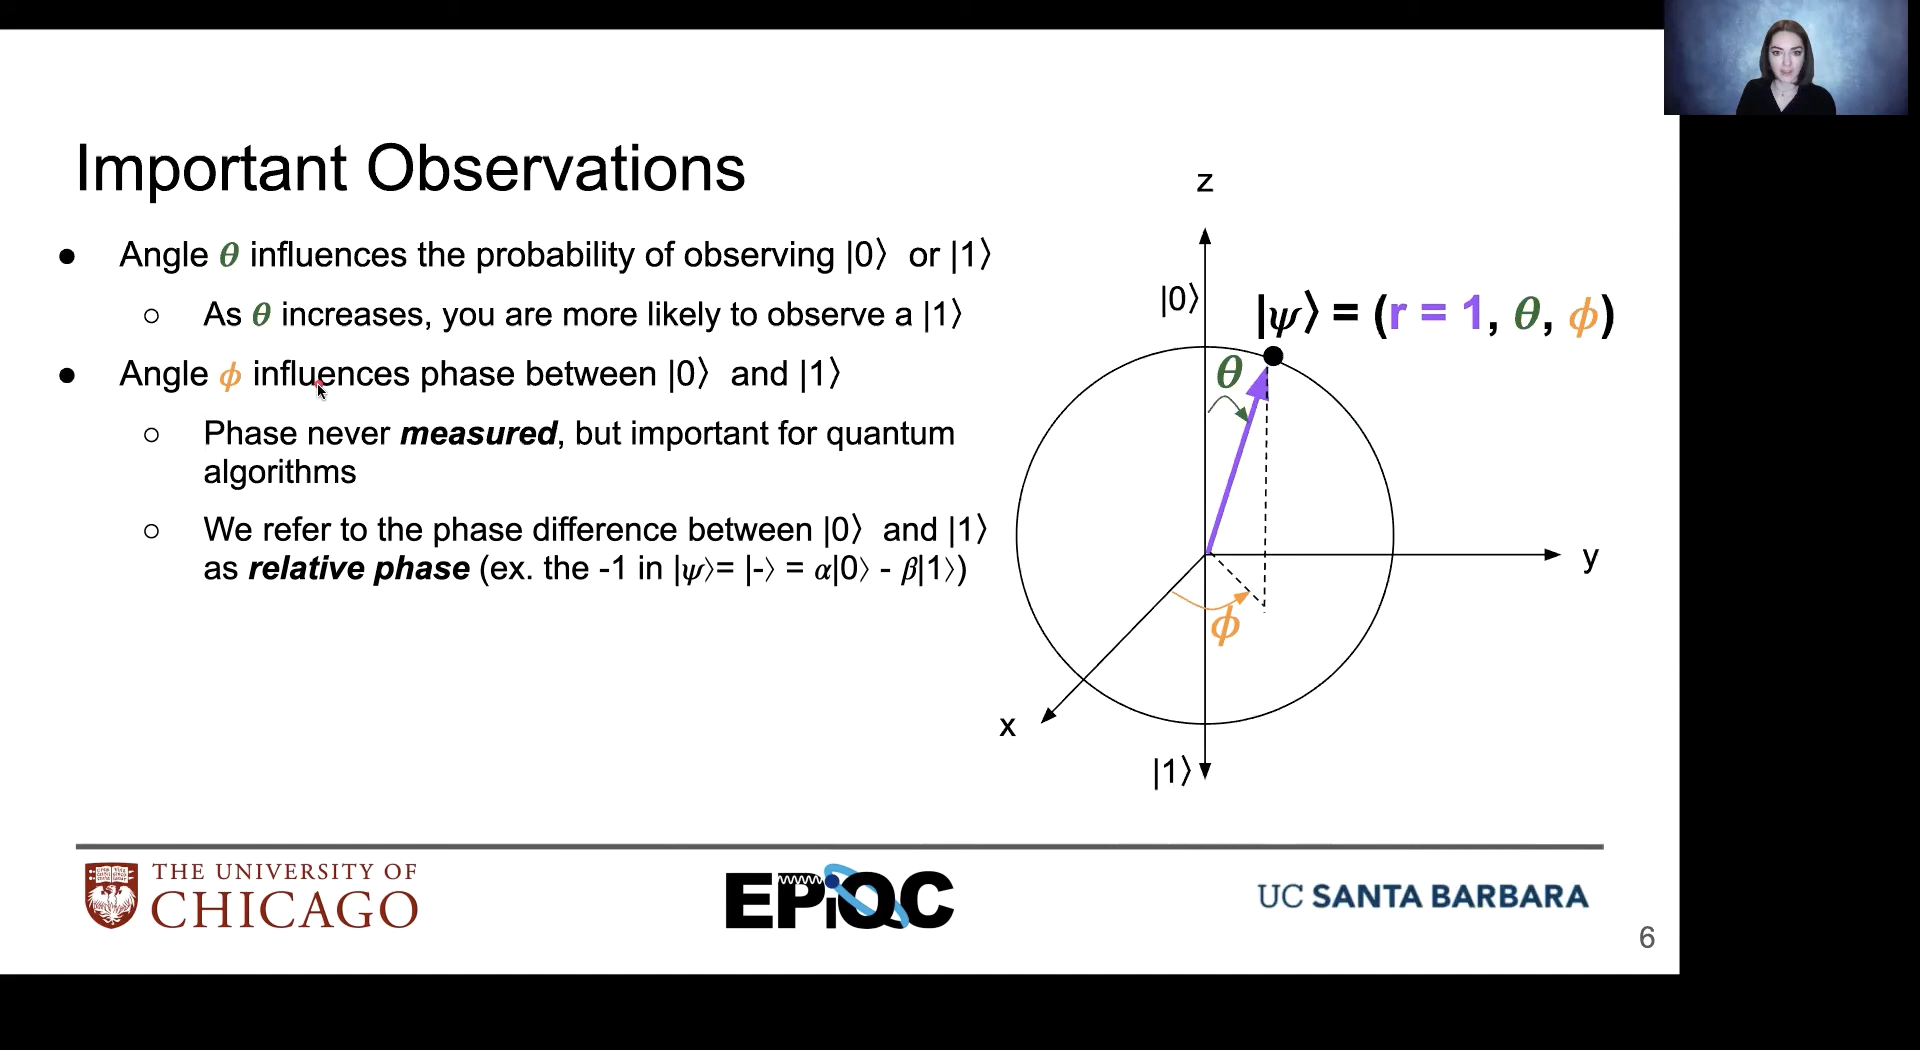 Important Observations
● Angle θ influences the probability of observing |0⟩ or |1⟩
○ As θ increases, you are more likely to observe a |1⟩
● Angle ϕ influences phase between |0⟩ and |1⟩
○ Phase never measured, but important for quantum
algorithms
○ We refer to the phase difference between |0⟩ and |1⟩
as relative phase (ex. the -1 in |ψ⟩= |-⟩ = α|0⟩ - β|1⟩)
z
|0⟩
|ψ⟩ = (r = 1, θ, ϕ)
θ
y
ϕ
x
|1⟩
THE UNIVERSITY OF
CHICAGO
EPiQC
UC SANTA BARBARA
6